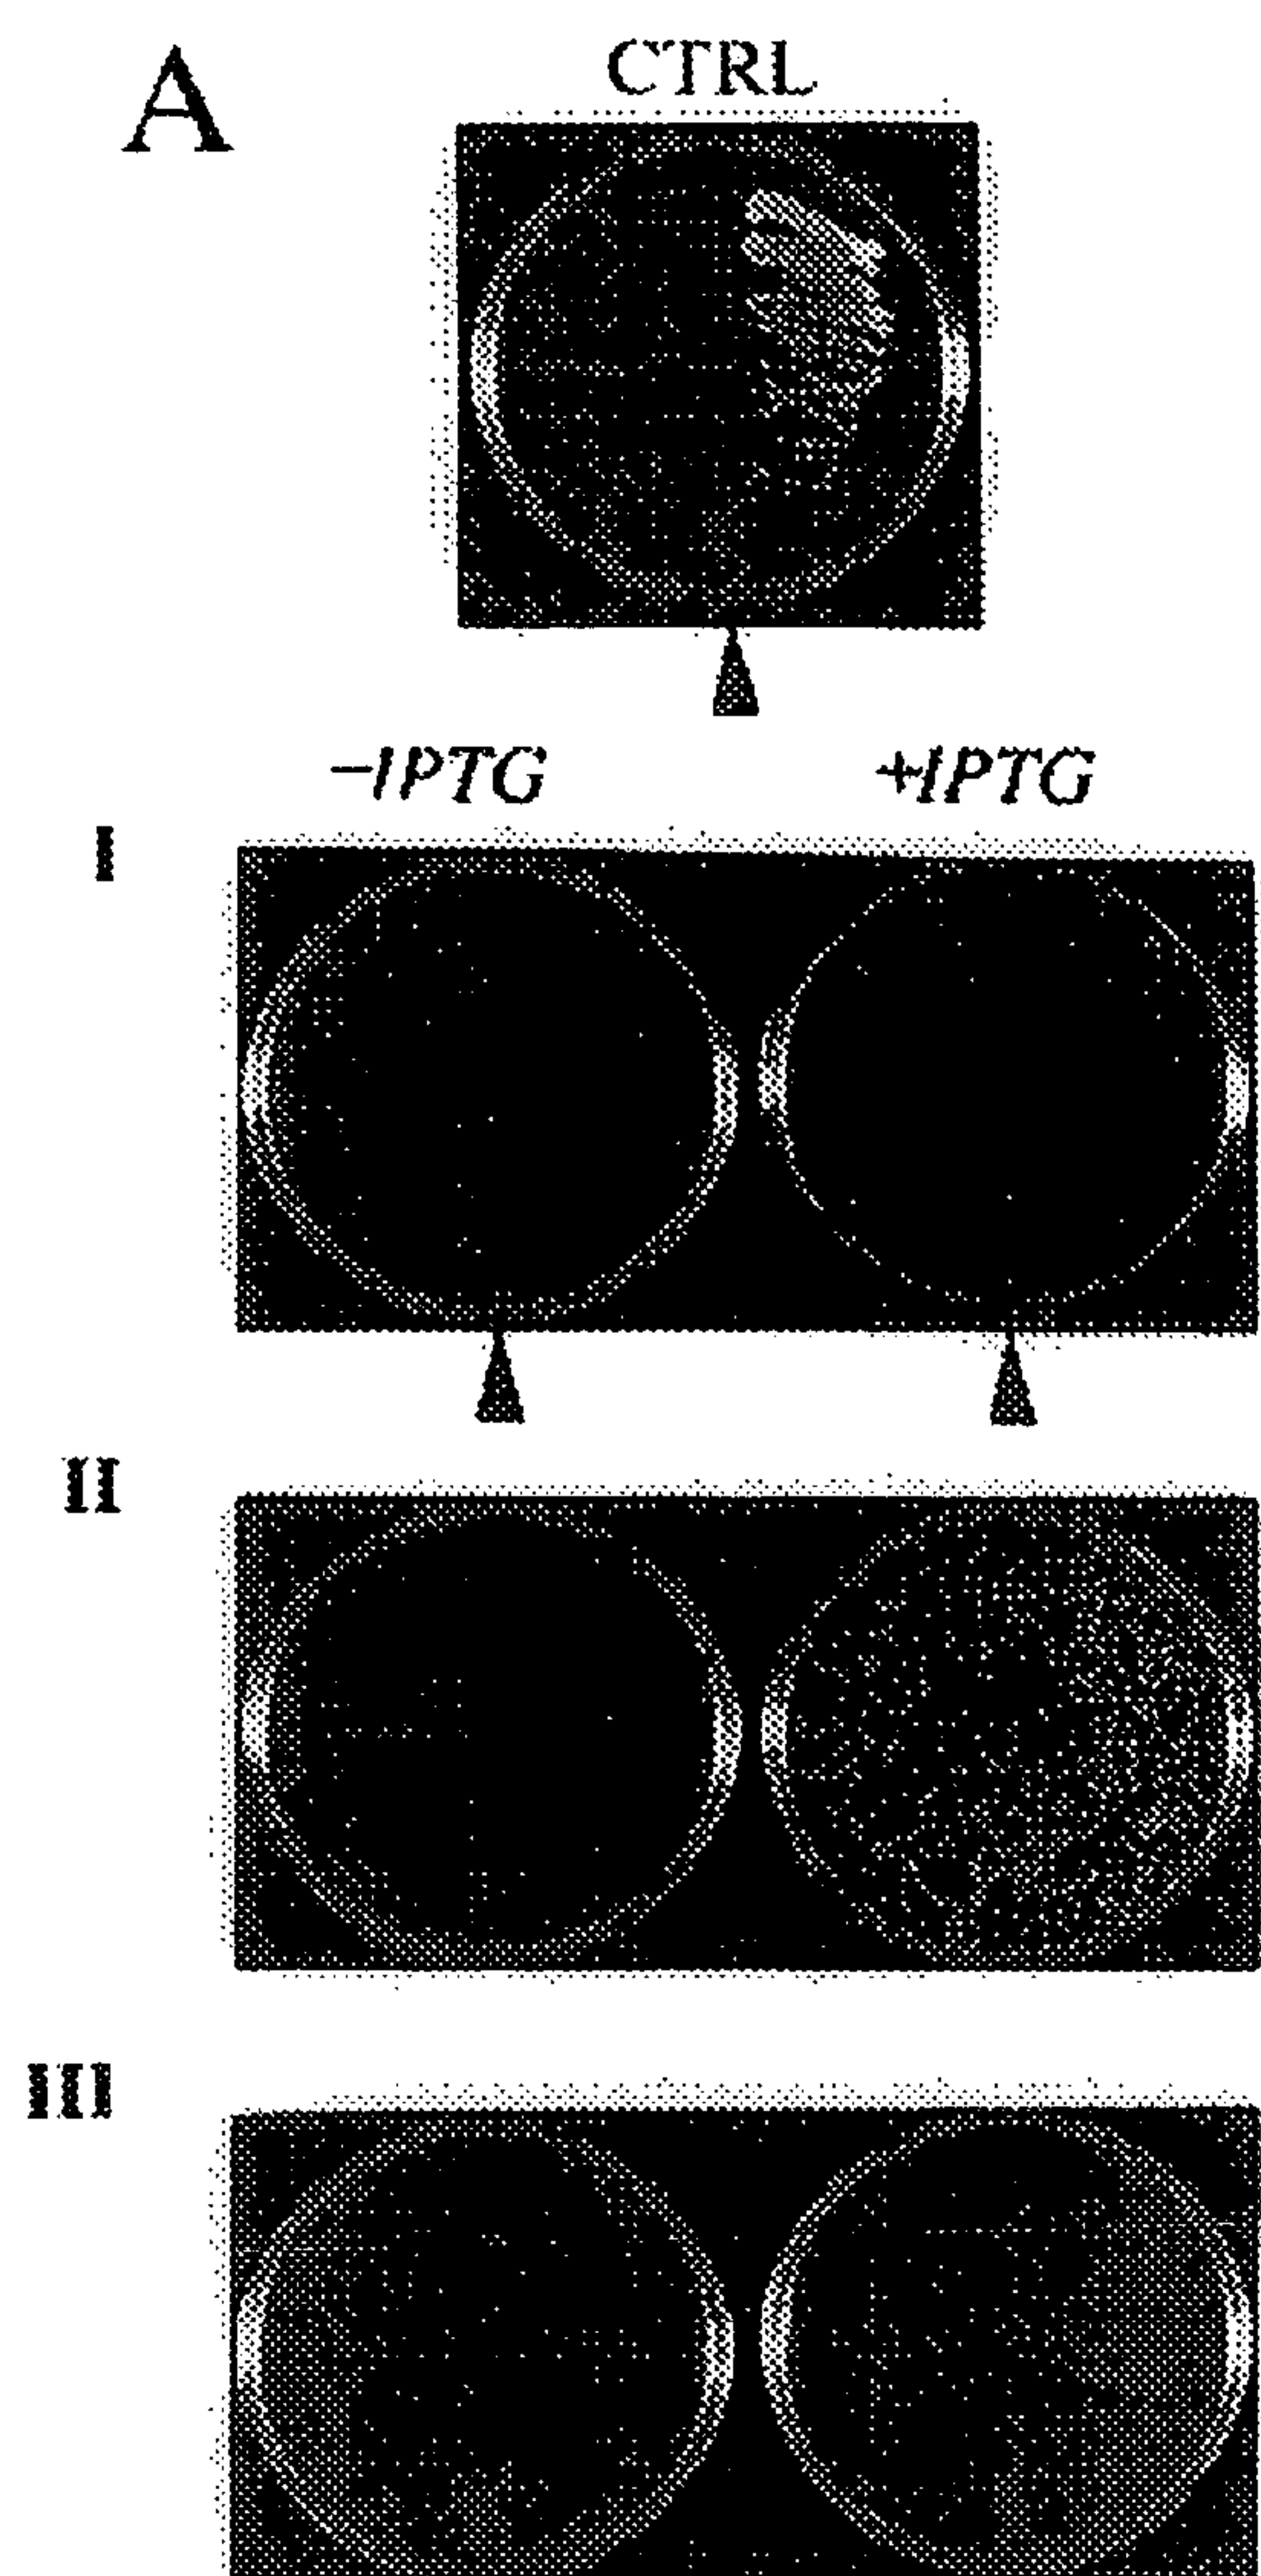 A
CTRL
–IPTG +IPTG
I
II
III